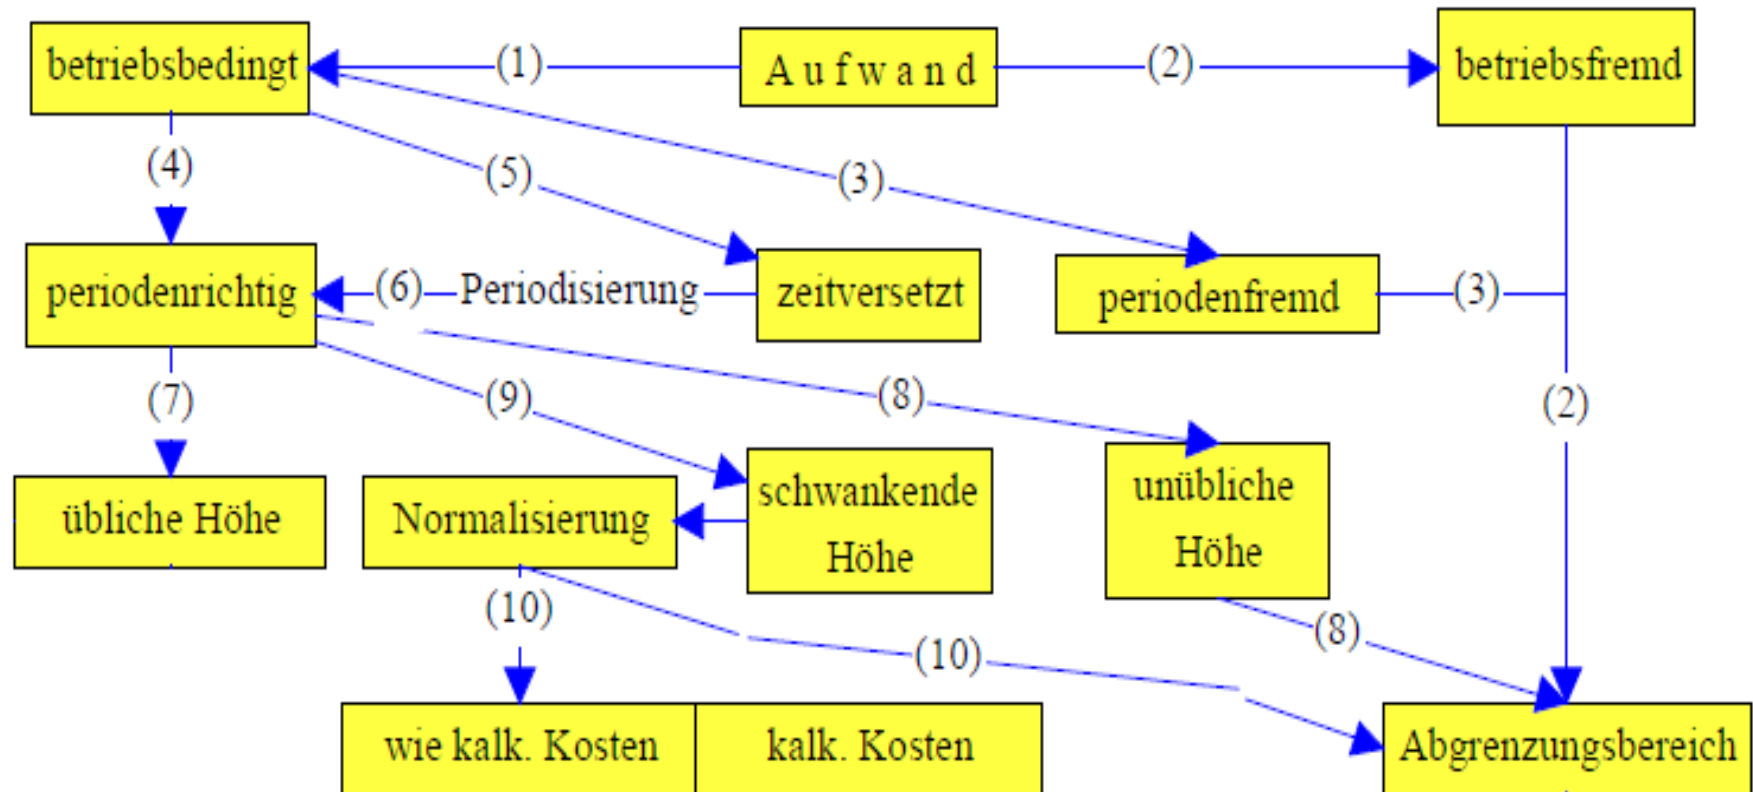 betriebsbedingt
(1)
A u f w a n d
(2)
betriebsfremd
(4)
(5)
(3)
periodenrichtig
(6)
Periodisierung
zeitversetzt
periodenfremd
(3)
(7)
(9)
(8)
(2)
übliche Höhe
Normalisierung
schwankende
Höhe
unübliche
Höhe
(10)
(10)
(8)
wie kalk. Kosten
kalk. Kosten
Abgrenzungsbereich